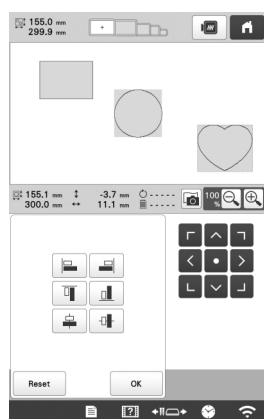 155.0 mm
299.9 mm
155.1 mm -3.7 mm -----
300.0 mm 11.1 mm -----
100 %
Reset OK